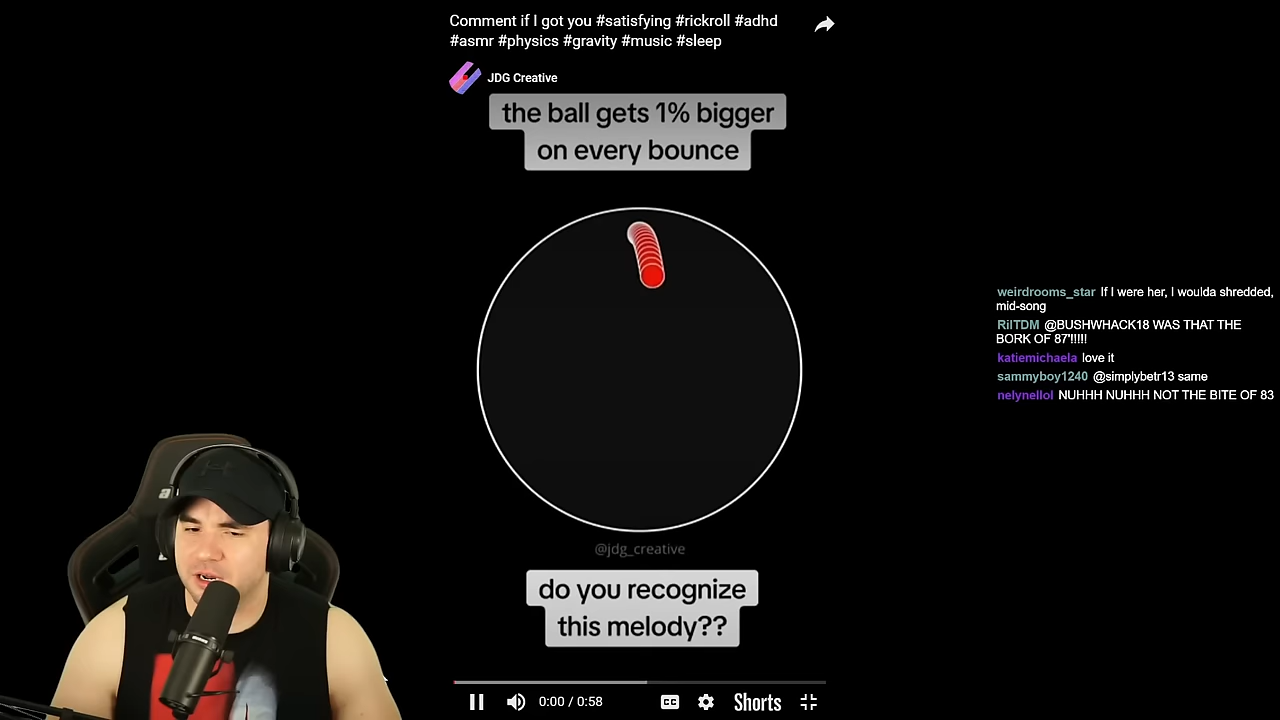 Comment if I got you #satisfying #rickroll #adhd
#asmr #physics #gravity #music #sleep
JDG Creative
the ball gets 1% bigger
on every bounce
@jdg_creative
do you recognize
this melody??
0:00 / 0:58
CC
Shorts
weirdrooms_star If I were her, I woulda shredded,
mid-song
RilTDM @BUSHWHACK18 WAS THAT THE
BORK OF 87'!!!!!
katiemichaela love it
sammyboy1240 @simplybetr13 same
nelynellol NUHHH NUHHH NOT THE BITE OF 83